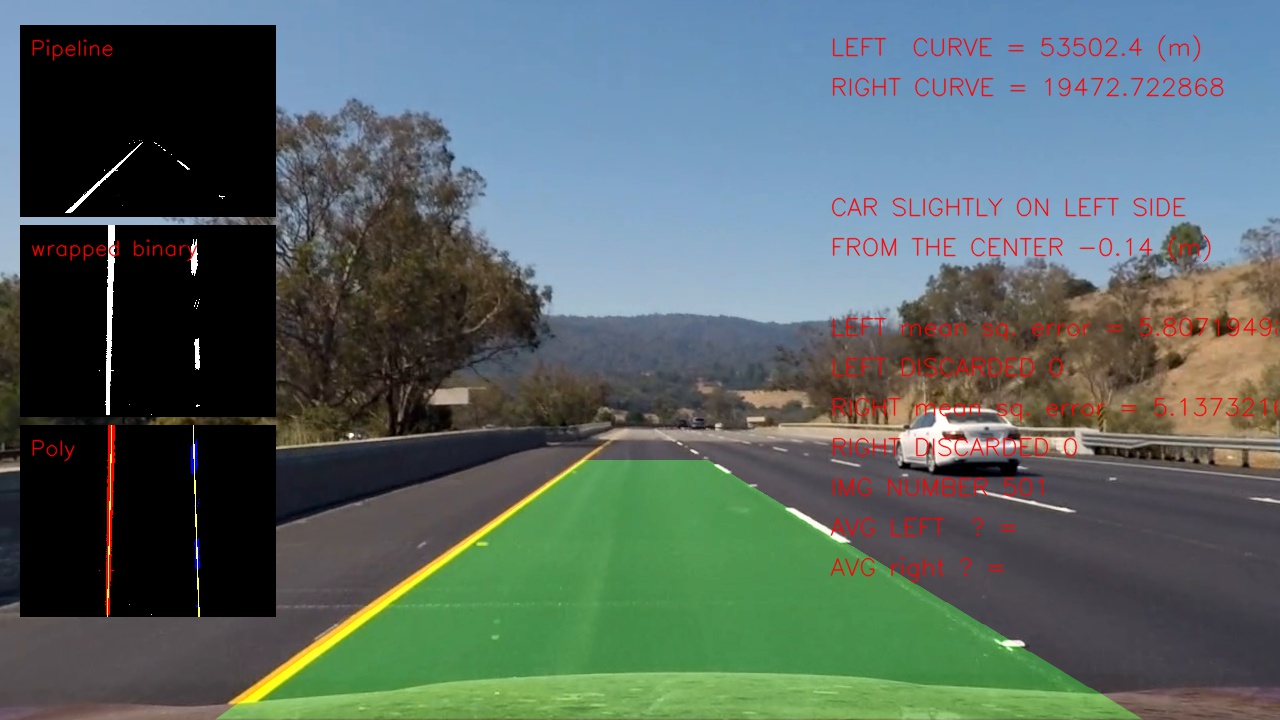 Pipeline
wrapped binary
Poly
LEFT CURVE = 53502.4 (m)
RIGHT CURVE = 19472.722868
CAR SLIGHTLY ON LEFT SIDE
FROM THE CENTER -0.14 (m)
LEFT mean sq. error = 5.8071949
LEFT DISCARDED 0
RIGHT mean sq. error = 5.137321
RIGHT DISCARDED 0
IMG NUMBER 501
AVG LEFT ? =
AVG right ? =